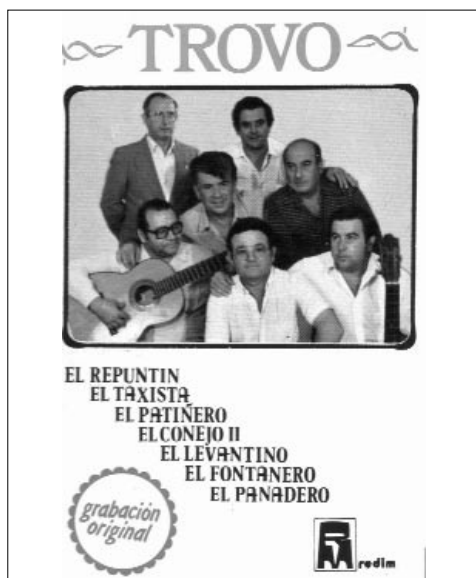 TROVO
EL REPUNTIN
EL TAXISTA
EL PATIÑERO
EL CONEJO II
EL LEVANTINO
EL FONTANERO
EL PANADERO
grabación
original
redim